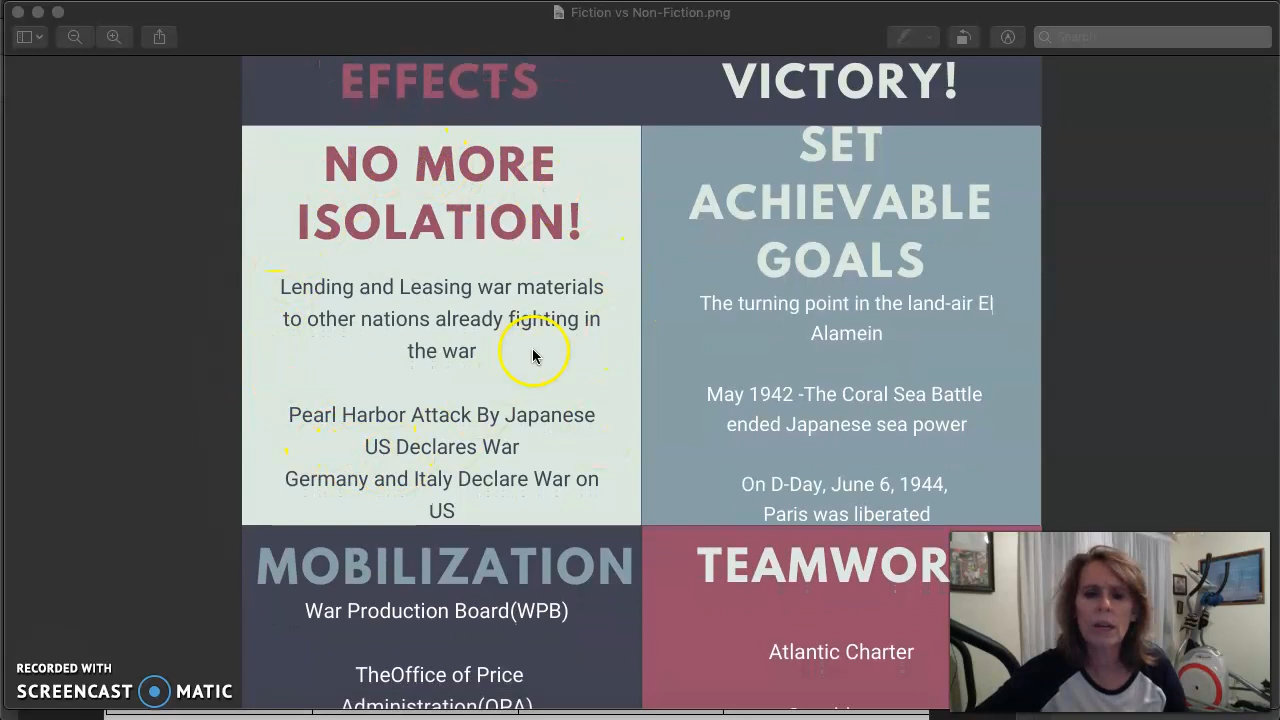 Fiction vs Non-Fiction.png
Search
EFFECTS
VICTORY!
NO MORE
ISOLATION!
Lending and Leasing war materials
to other nations already fighting in
the war
Pearl Harbor Attack By Japanese
US Declares War
Germany and Italy Declare War on
US
SET
ACHIEVABLE
GOALS
The turning point in the land-air El
Alamein
May 1942 -The Coral Sea Battle
ended Japanese sea power
On D-Day, June 6, 1944,
Paris was liberated
MOBILIZATION
War Production Board(WPB)
TheOffice of Price
Administration(OPA)
TEAMWOR
Atlantic Charter
RECORDED WITH
SCREENCAST MATIC